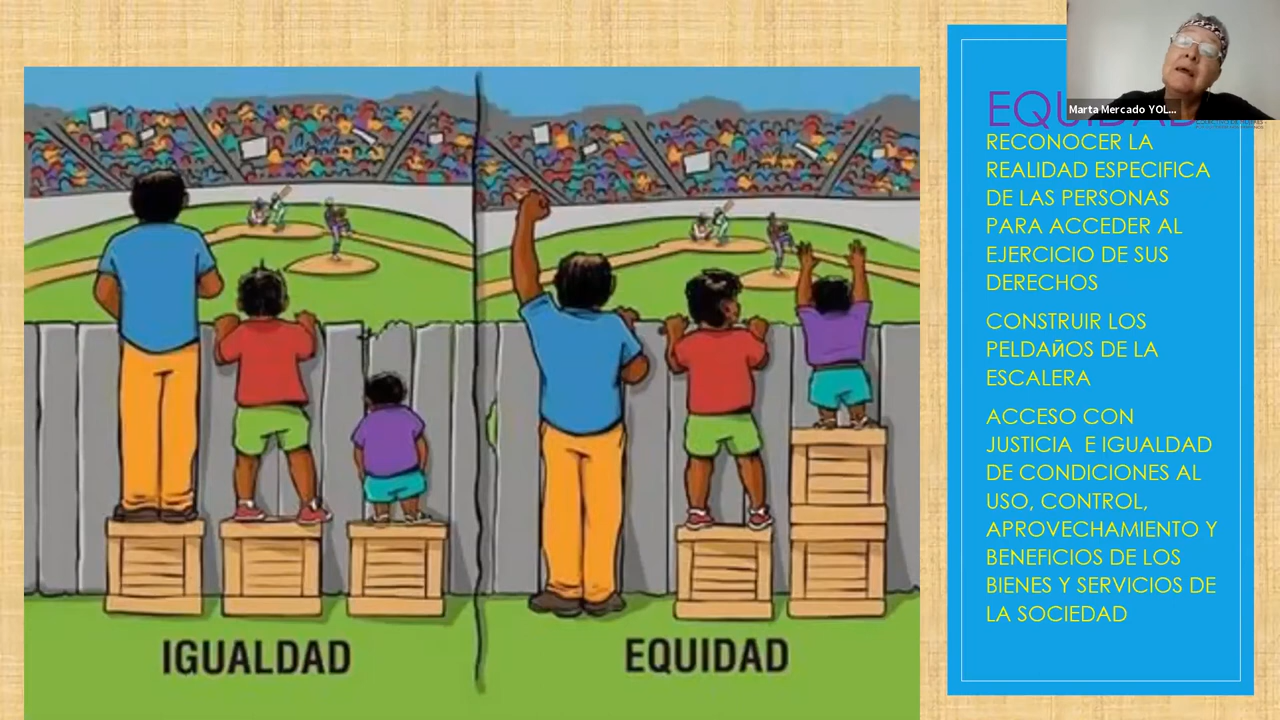 IGUALDAD
EQUIDAD
EQUIDAD
RECONOCER LA
REALIDAD ESPECIFICA
DE LAS PERSONAS
PARA ACCEDER AL
EJERCICIO DE SUS
DERECHOS
CONSTRUIR LOS
PELDAÑOS DE LA
ESCALERA
ACCESO CON
JUSTICIA E IGUALDAD
DE CONDICIONES AL
USO, CONTROL,
APROVECHAMIENTO Y
BENEFICIOS DE LOS
BIENES Y SERVICIOS DE
LA SOCIEDAD
Marta Mercado YOL...